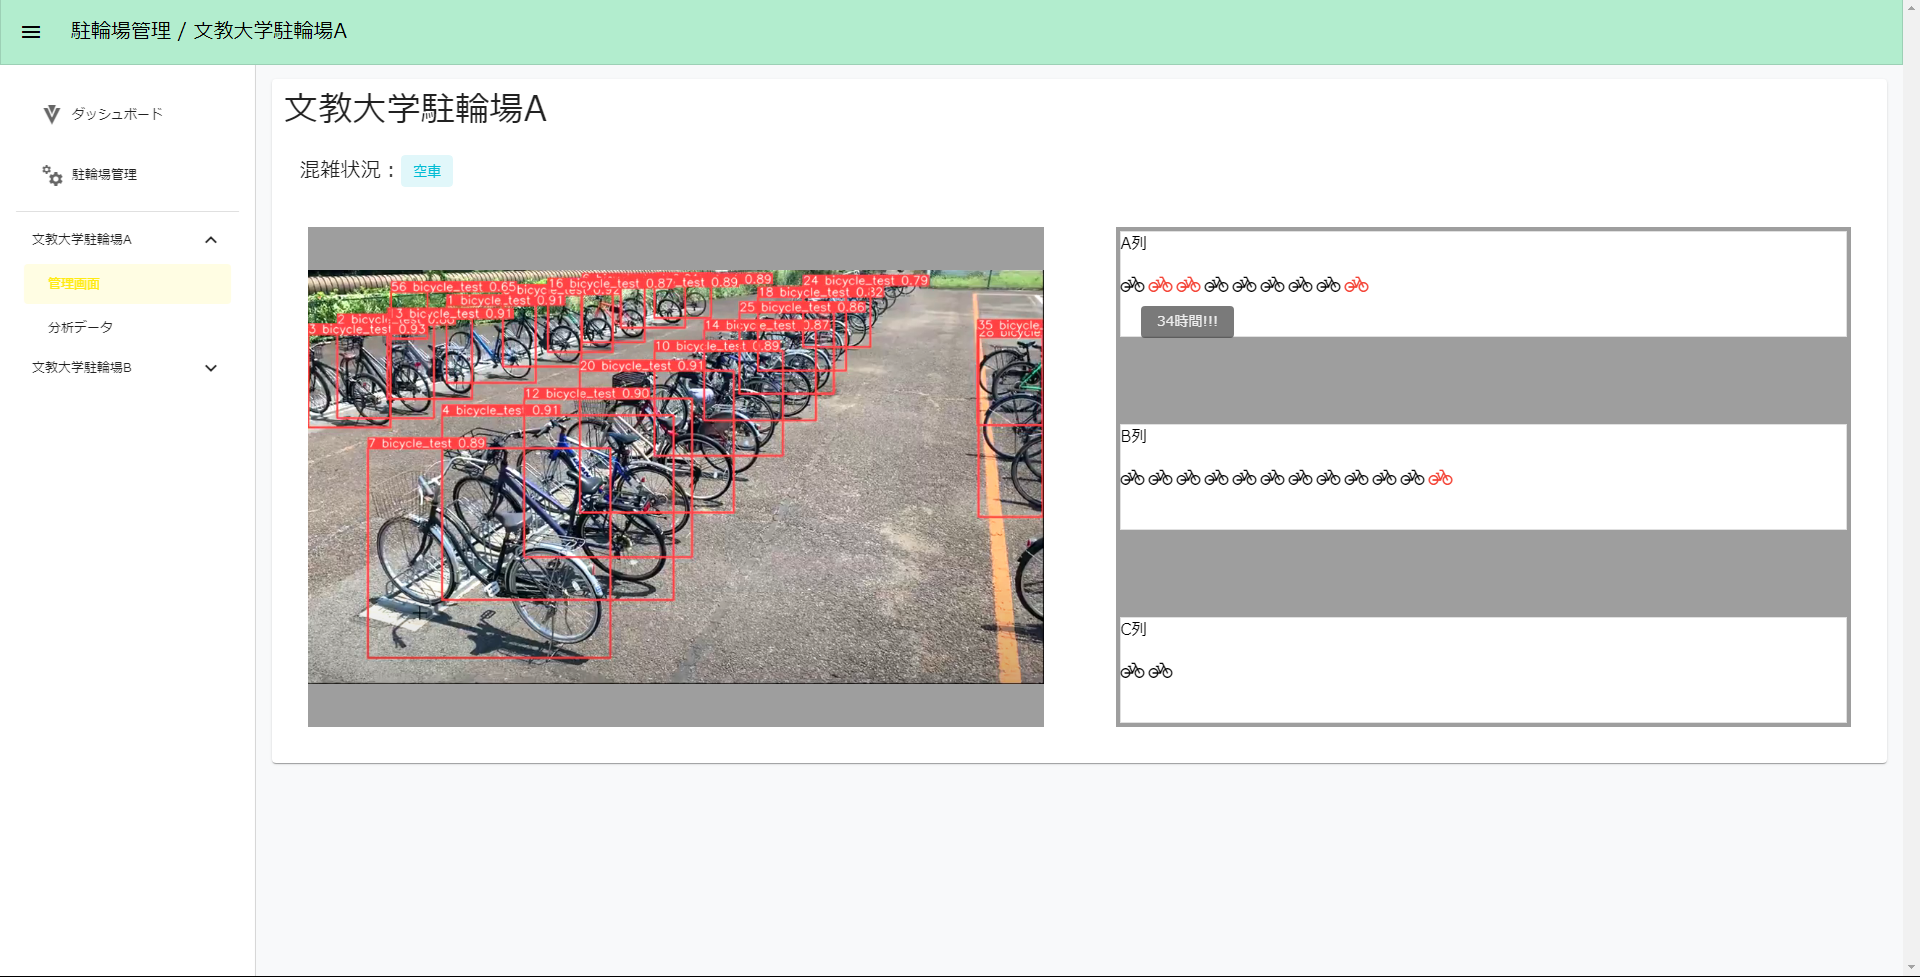 駐輪場管理 / 文教大学駐輪場A
ダッシュボード
駐輪場管理
文教大学駐輪場A
管理画面
分析データ
文教大学駐輪場B
文教大学駐輪場A
混雑状況：空車
56 bicycle_test 0.65
16 bicycle_test 0.87
0.89
0.89
24 bicycle_test 0.79
18 bicycle_test 0.82
1 bicycle_test 0.91
13 bicycle_test 0.91
25 bicycle_test 0.86
3 bicycle_test 0.93
14 bicycle_test 0.87
35 bicycle_test
10 bicycle_test 0.89
20 bicycle_test 0.91
12 bicycle_test 0.90
4 bicycle_test 0.91
7 bicycle_test 0.89
A列
34時間!!!
B列
C列